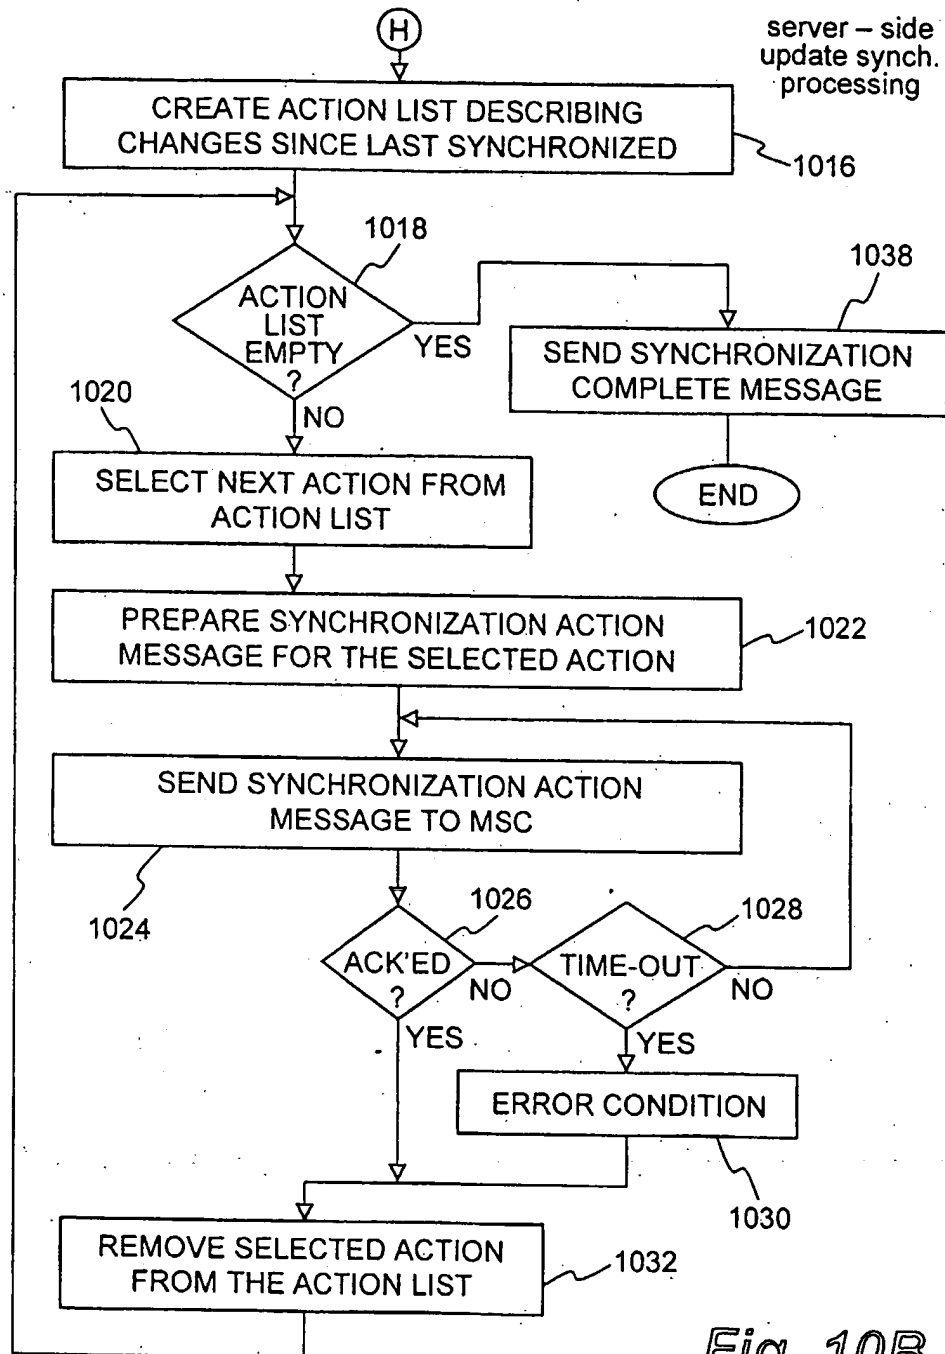 H
server – side
update synch.
processing
CREATE ACTION LIST DESCRIBING
CHANGES SINCE LAST SYNCHRONIZED
1016
1018
ACTION
LIST
EMPTY
?
YES
NO
1038
SEND SYNCHRONIZATION
COMPLETE MESSAGE
END
1020
SELECT NEXT ACTION FROM
ACTION LIST
PREPARE SYNCHRONIZATION ACTION
MESSAGE FOR THE SELECTED ACTION
1022
SEND SYNCHRONIZATION ACTION
MESSAGE TO MSC
1024
1026
ACK'ED
?
NO
YES
1028
TIME-OUT
?
NO
YES
ERROR CONDITION
1030
REMOVE SELECTED ACTION
FROM THE ACTION LIST
1032
Fig. 10B